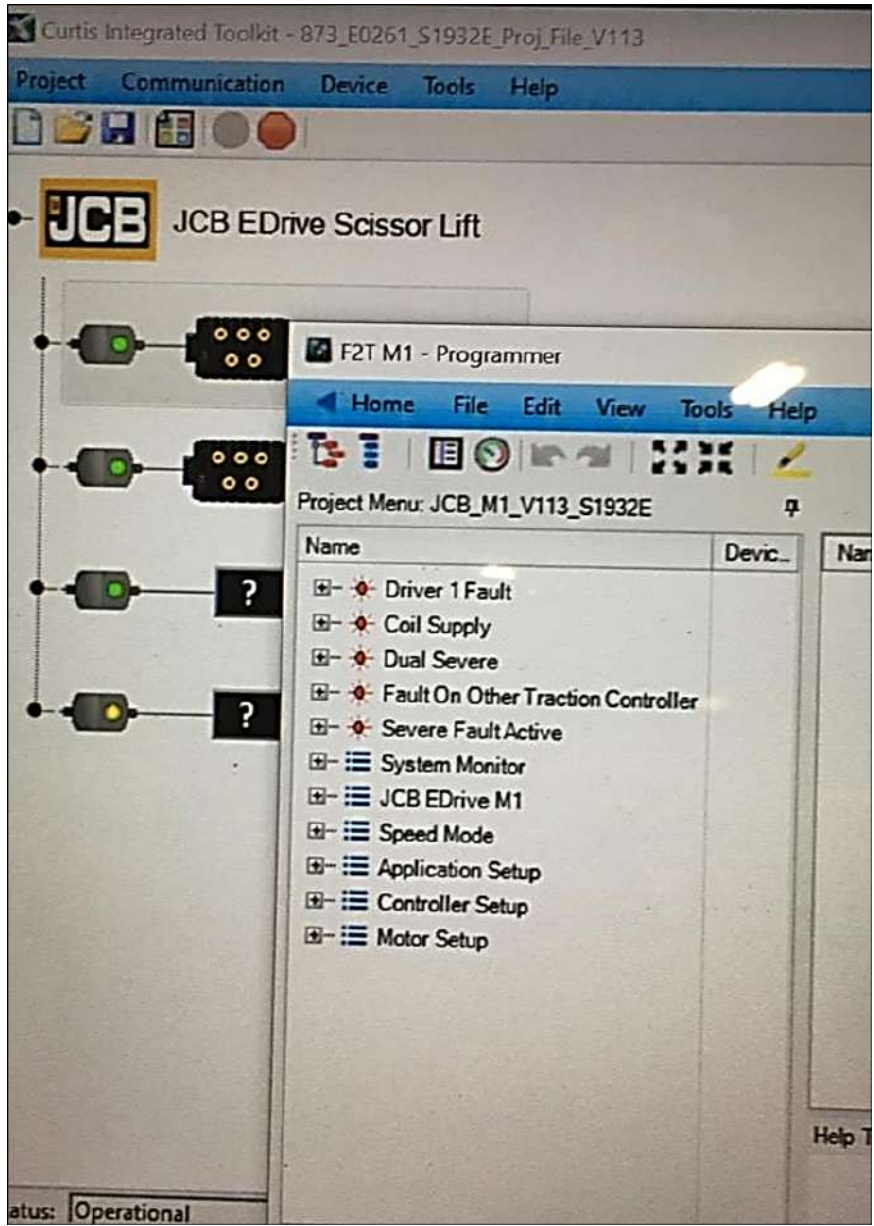 Curtis Integrated Toolkit - 873_E0261_S1932E_Proj_File_V113
Project Communication Device Tools Help
JCB JCB EDrive Scissor Lift
F2T M1 - Programmer
Home File Edit View Tools Help
Project Menu: JCB_M1_V113_S1932E
Name Devic... Nar
Driver 1 Fault
Coil Supply
Dual Severe
Fault On Other Traction Controller
Severe Fault Active
System Monitor
JCB EDrive M1
Speed Mode
Application Setup
Controller Setup
Motor Setup
?
?
Help T
atus: Operational